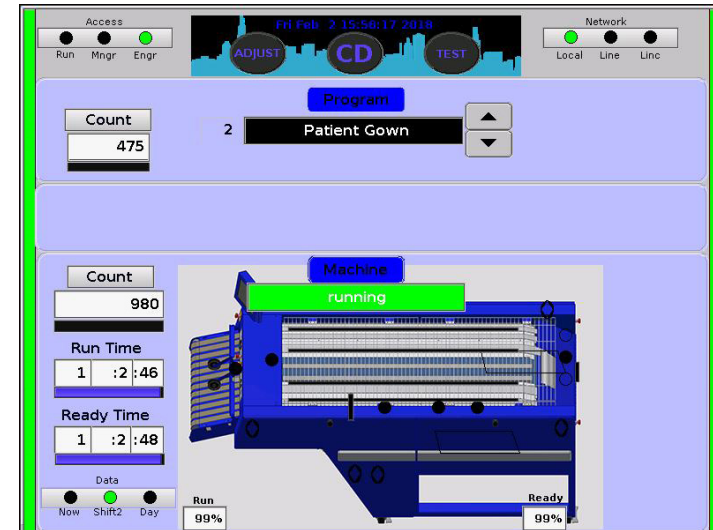 Access
Run Mngr Engr
Fri Feb 2 15:56:17 2018
ADJUST CD TEST
Network
Local Line Linc
Program
Count
475
2 Patient Gown
Machine
running
Count
980
Run Time
1 :2 :46
Ready Time
1 :2 :48
Data
Now Shift2 Day
Run
99%
Ready
99%